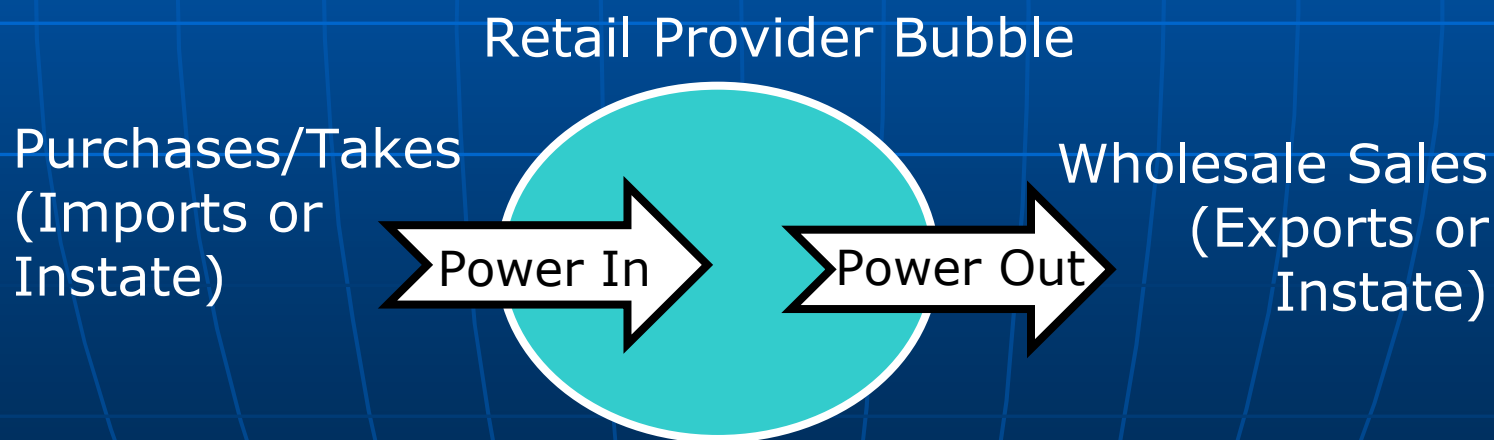 Retail Provider Bubble
Purchases/Takes
(Imports or
Instate)
Power In
Power Out
Wholesale Sales
(Exports or
Instate)